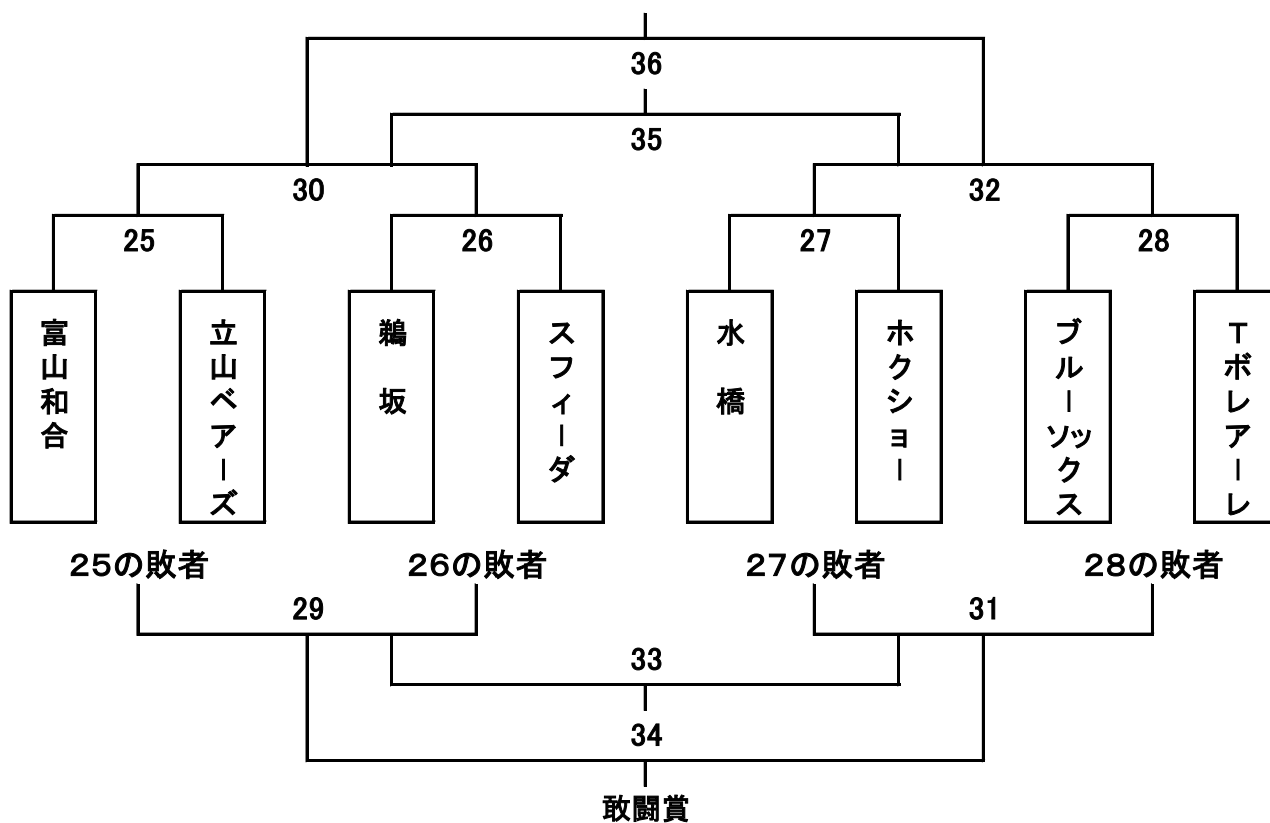 36
35
30
32
25
26
27
28
富山和合
立山ベアーズ
鵜坂
スフィーダ
水橋
ホクショー
ブルーソックス
Tボレアーレ
25の敗者
26の敗者
27の敗者
28の敗者
29
31
33
34
敢闘賞